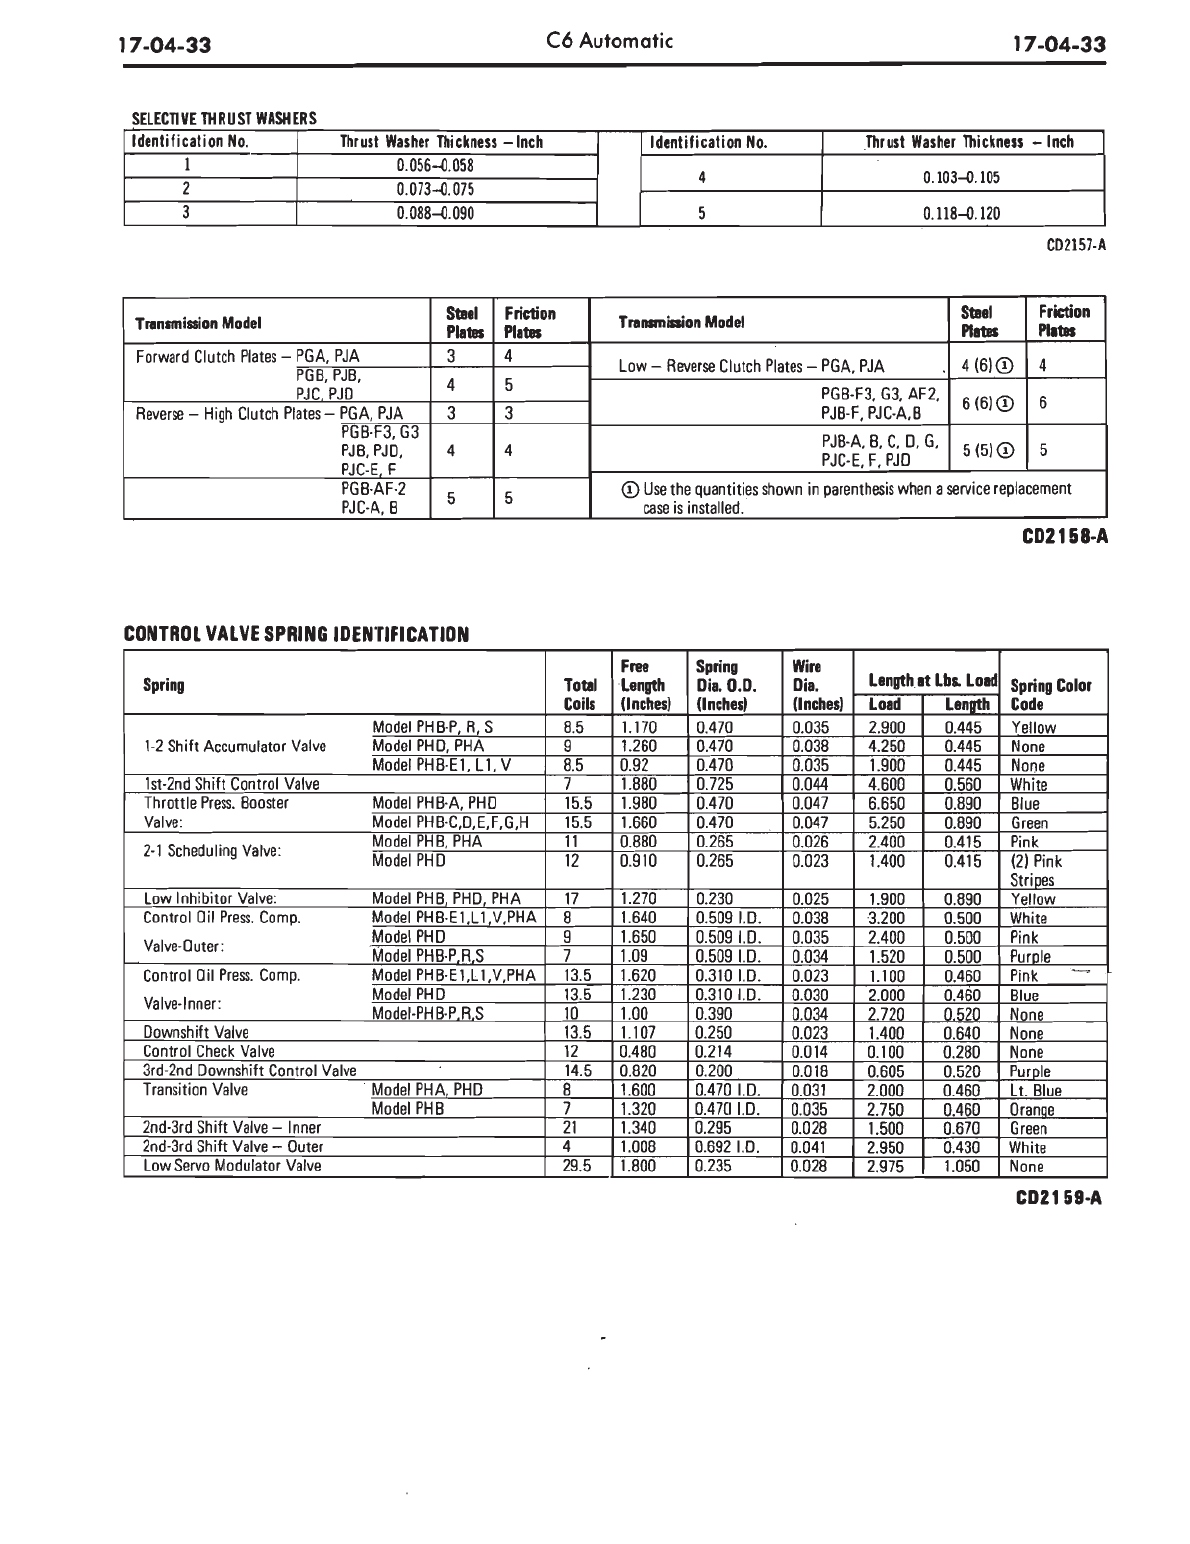 17-04-33 C6 Automatic 17-04-33
SELECTIVE THRUST WASHERS
Identification No. Thrust Washer Thickness – Inch Identification No. Thrust Washer Thickness – Inch
1 0.056–0.058
2 0.073–0.075
3 0.088–0.090
4 0.103–0.105
5 0.118–0.120
CD2157-A
Transmission Model Steel Plates Friction Plates
Forward Clutch Plates – PGA, PJA 3 4
PGB, PJB,
PJC, PJD 4 5
Reverse – High Clutch Plates – PGA, PJA 3 3
PGB-F3, G3
PJB, PJD, 4 4
PJC-E, F
PGB-AF-2
PJC-A, B 5 5
Transmission Model Steel Plates Friction Plates
Low – Reverse Clutch Plates – PGA, PJA 4 (6) ① 4
PGB-F3, G3, AF2,
PJB-F, PJC-A,B 6 (6) ① 6
PJB-A, B, C, D, G,
PJC-E, F, PJD 5 (5) ① 5
① Use the quantities shown in parenthesis when a service replacement
case is installed.
CD2158-A
CONTROL VALVE SPRING IDENTIFICATION
Spring Total Coils Free Length (Inches) Spring Dia. O.D. (Inches) Wire Dia. (Inches) Length at Lbs. Load Load Length Spring Color Code
1-2 Shift Accumulator Valve Model PHB-P, R, S 8.5 1.170 0.470 0.035 2.900 0.445 Yellow
Model PHD, PHA 9 1.260 0.470 0.038 4.250 0.445 None
Model PHB-E1, L1, V 8.5 0.92 0.470 0.035 1.900 0.445 None
1st-2nd Shift Control Valve 7 1.880 0.725 0.044 4.600 0.560 White
Throttle Press. Booster Model PHB-A, PHD 15.5 1.980 0.470 0.047 6.650 0.890 Blue
Valve: Model PHB-C,D,E,F,G,H 15.5 1.660 0.470 0.047 5.250 0.890 Green
2-1 Scheduling Valve: Model PHB, PHA 11 0.880 0.265 0.026 2.400 0.415 Pink
Model PHD 12 0.910 0.265 0.023 1.400 0.415 (2) Pink
Stripes
Low Inhibitor Valve: Model PHB, PHD, PHA 17 1.270 0.230 0.025 1.900 0.890 Yellow
Control Oil Press. Comp. Model PHB-E1,L1,V,PHA 8 1.640 0.509 I.D. 0.038 3.200 0.500 White
Valve-Outer: Model PHD 9 1.650 0.509 I.D. 0.035 2.400 0.500 Pink
Model PHB-P,R,S 7 1.09 0.509 I.D. 0.034 1.520 0.500 Purple
Control Oil Press. Comp. Model PHB-E1,L1,V,PHA 13.5 1.620 0.310 I.D. 0.023 1.100 0.460 Pink
Valve-Inner: Model PHD 13.5 1.230 0.310 I.D. 0.030 2.000 0.460 Blue
Model-PHB-P,R,S 10 1.00 0.390 0.034 2.720 0.520 None
Downshift Valve 13.5 1.107 0.250 0.023 1.400 0.640 None
Control Check Valve 12 0.480 0.214 0.014 0.100 0.280 None
3rd-2nd Downshift Control Valve 14.5 0.820 0.200 0.018 0.605 0.520 Purple
Transition Valve Model PHA, PHD 8 1.600 0.470 I.D. 0.031 2.000 0.460 Lt. Blue
Model PHB 7 1.320 0.470 I.D. 0.035 2.750 0.460 Orange
2nd-3rd Shift Valve – Inner 21 1.340 0.295 0.028 1.500 0.670 Green
2nd-3rd Shift Valve – Outer 4 1.008 0.692 I.D. 0.041 2.950 0.430 White
Low Servo Modulator Valve 29.5 1.800 0.235 0.028 2.975 1.050 None
CD2159-A